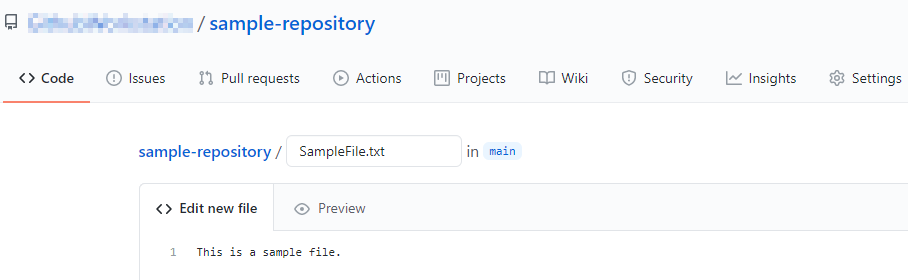 / sample-repository
Code Issues Pull requests Actions Projects Wiki Security Insights Settings
sample-repository / SampleFile.txt in main
Edit new file Preview
1 This is a sample file.